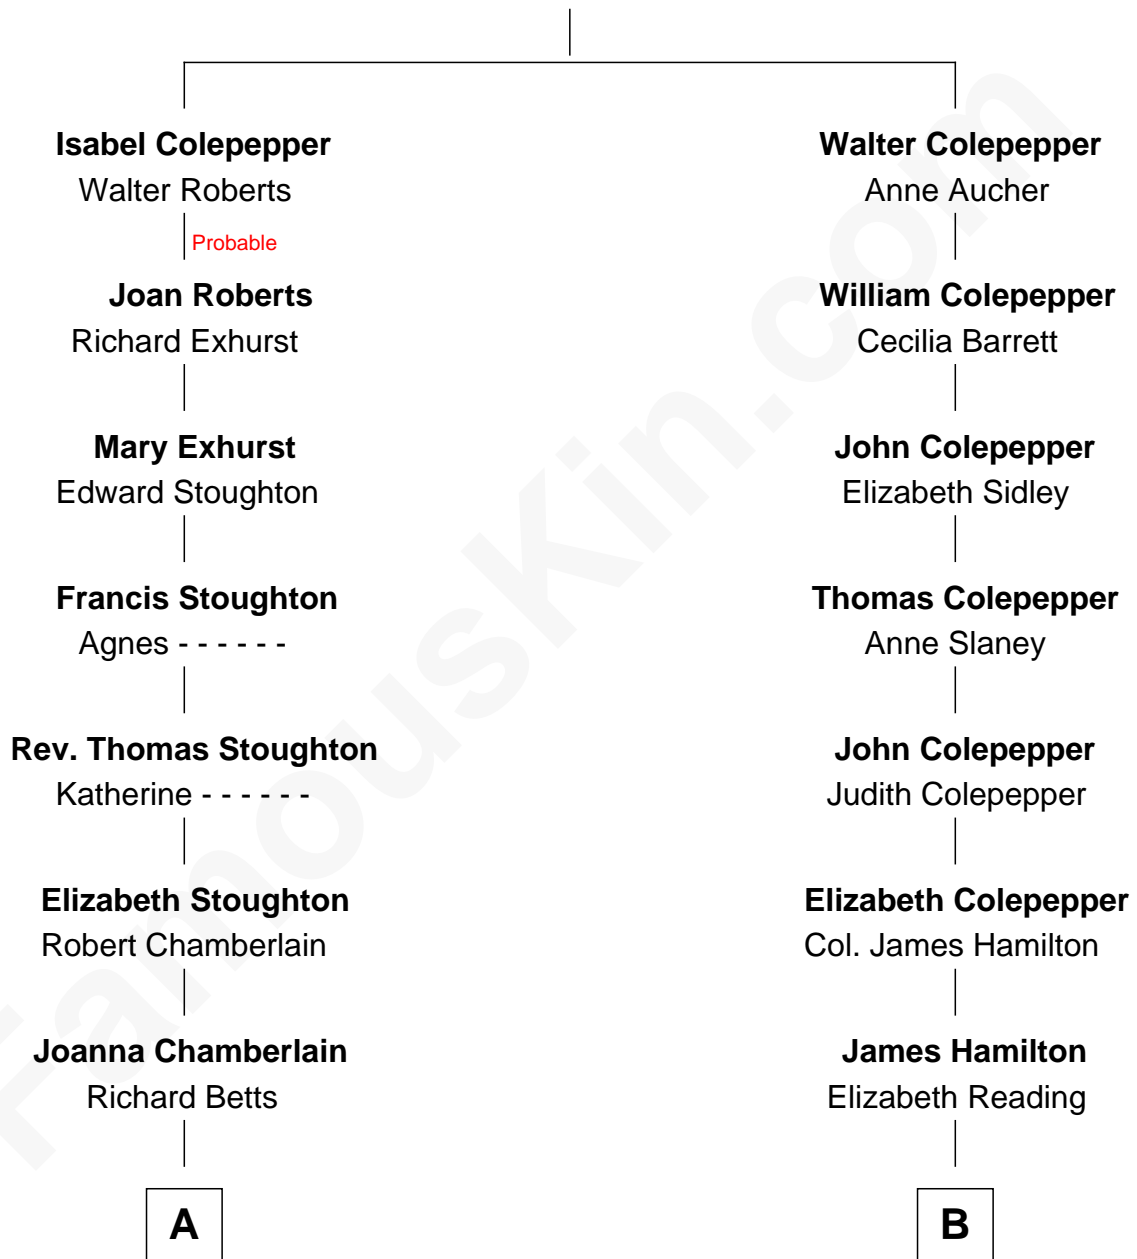 Isabel Colepepper
Walter Roberts
Probable
Joan Roberts
Richard Exhurst
Mary Exhurst
Edward Stoughton
Francis Stoughton
Agnes - - - - - -
Rev. Thomas Stoughton
Katherine - - - - - -
Elizabeth Stoughton
Robert Chamberlain
Joanna Chamberlain
Richard Betts
A
Walter Colepepper
Anne Aucher
William Colepepper
Cecilia Barrett
John Colepepper
Elizabeth Sidley
Thomas Colepepper
Anne Slaney
John Colepepper
Judith Colepepper
Elizabeth Colepepper
Col. James Hamilton
James Hamilton
Elizabeth Reading
B
FamousKin.com